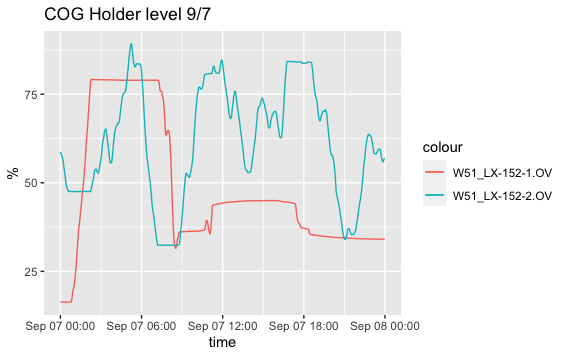 COG Holder level 9/7
%
75
50
25
Sep 07 00:00 Sep 07 06:00 Sep 07 12:00 Sep 07 18:00 Sep 08 00:00
time
colour
W51_LX-152-1.OV
W51_LX-152-2.OV